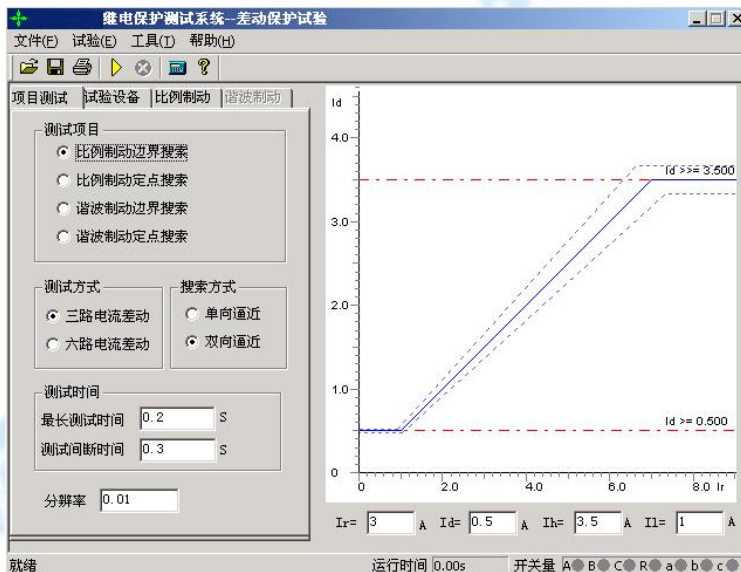 继电保护测试系统--差动保护试验
文件(F) 试验(E) 工具(T) 帮助(H)
项目测试 试验设备 比例制动 谐波制动
测试项目
比例制动边界搜索
比例制动定点搜索
谐波制动边界搜索
谐波制动定点搜索
测试方式
三路电流差动
六路电流差动
搜索方式
单向逼近
双向逼近
测试时间
最长测试时间 0.2 S
测试间断时间 0.3 S
分辨率 0.01
Id
4.0
Id >>= 3.500
3.0
2.0
1.0
Id >= 0.500
0
0 2.0 4.0 6.0 8.0 Ir
Ir= 3 A Id= 0.5 A Ih= 3.5 A Il= 1 A
就绪 运行时间 0.00s 开关量 A B C R a b c